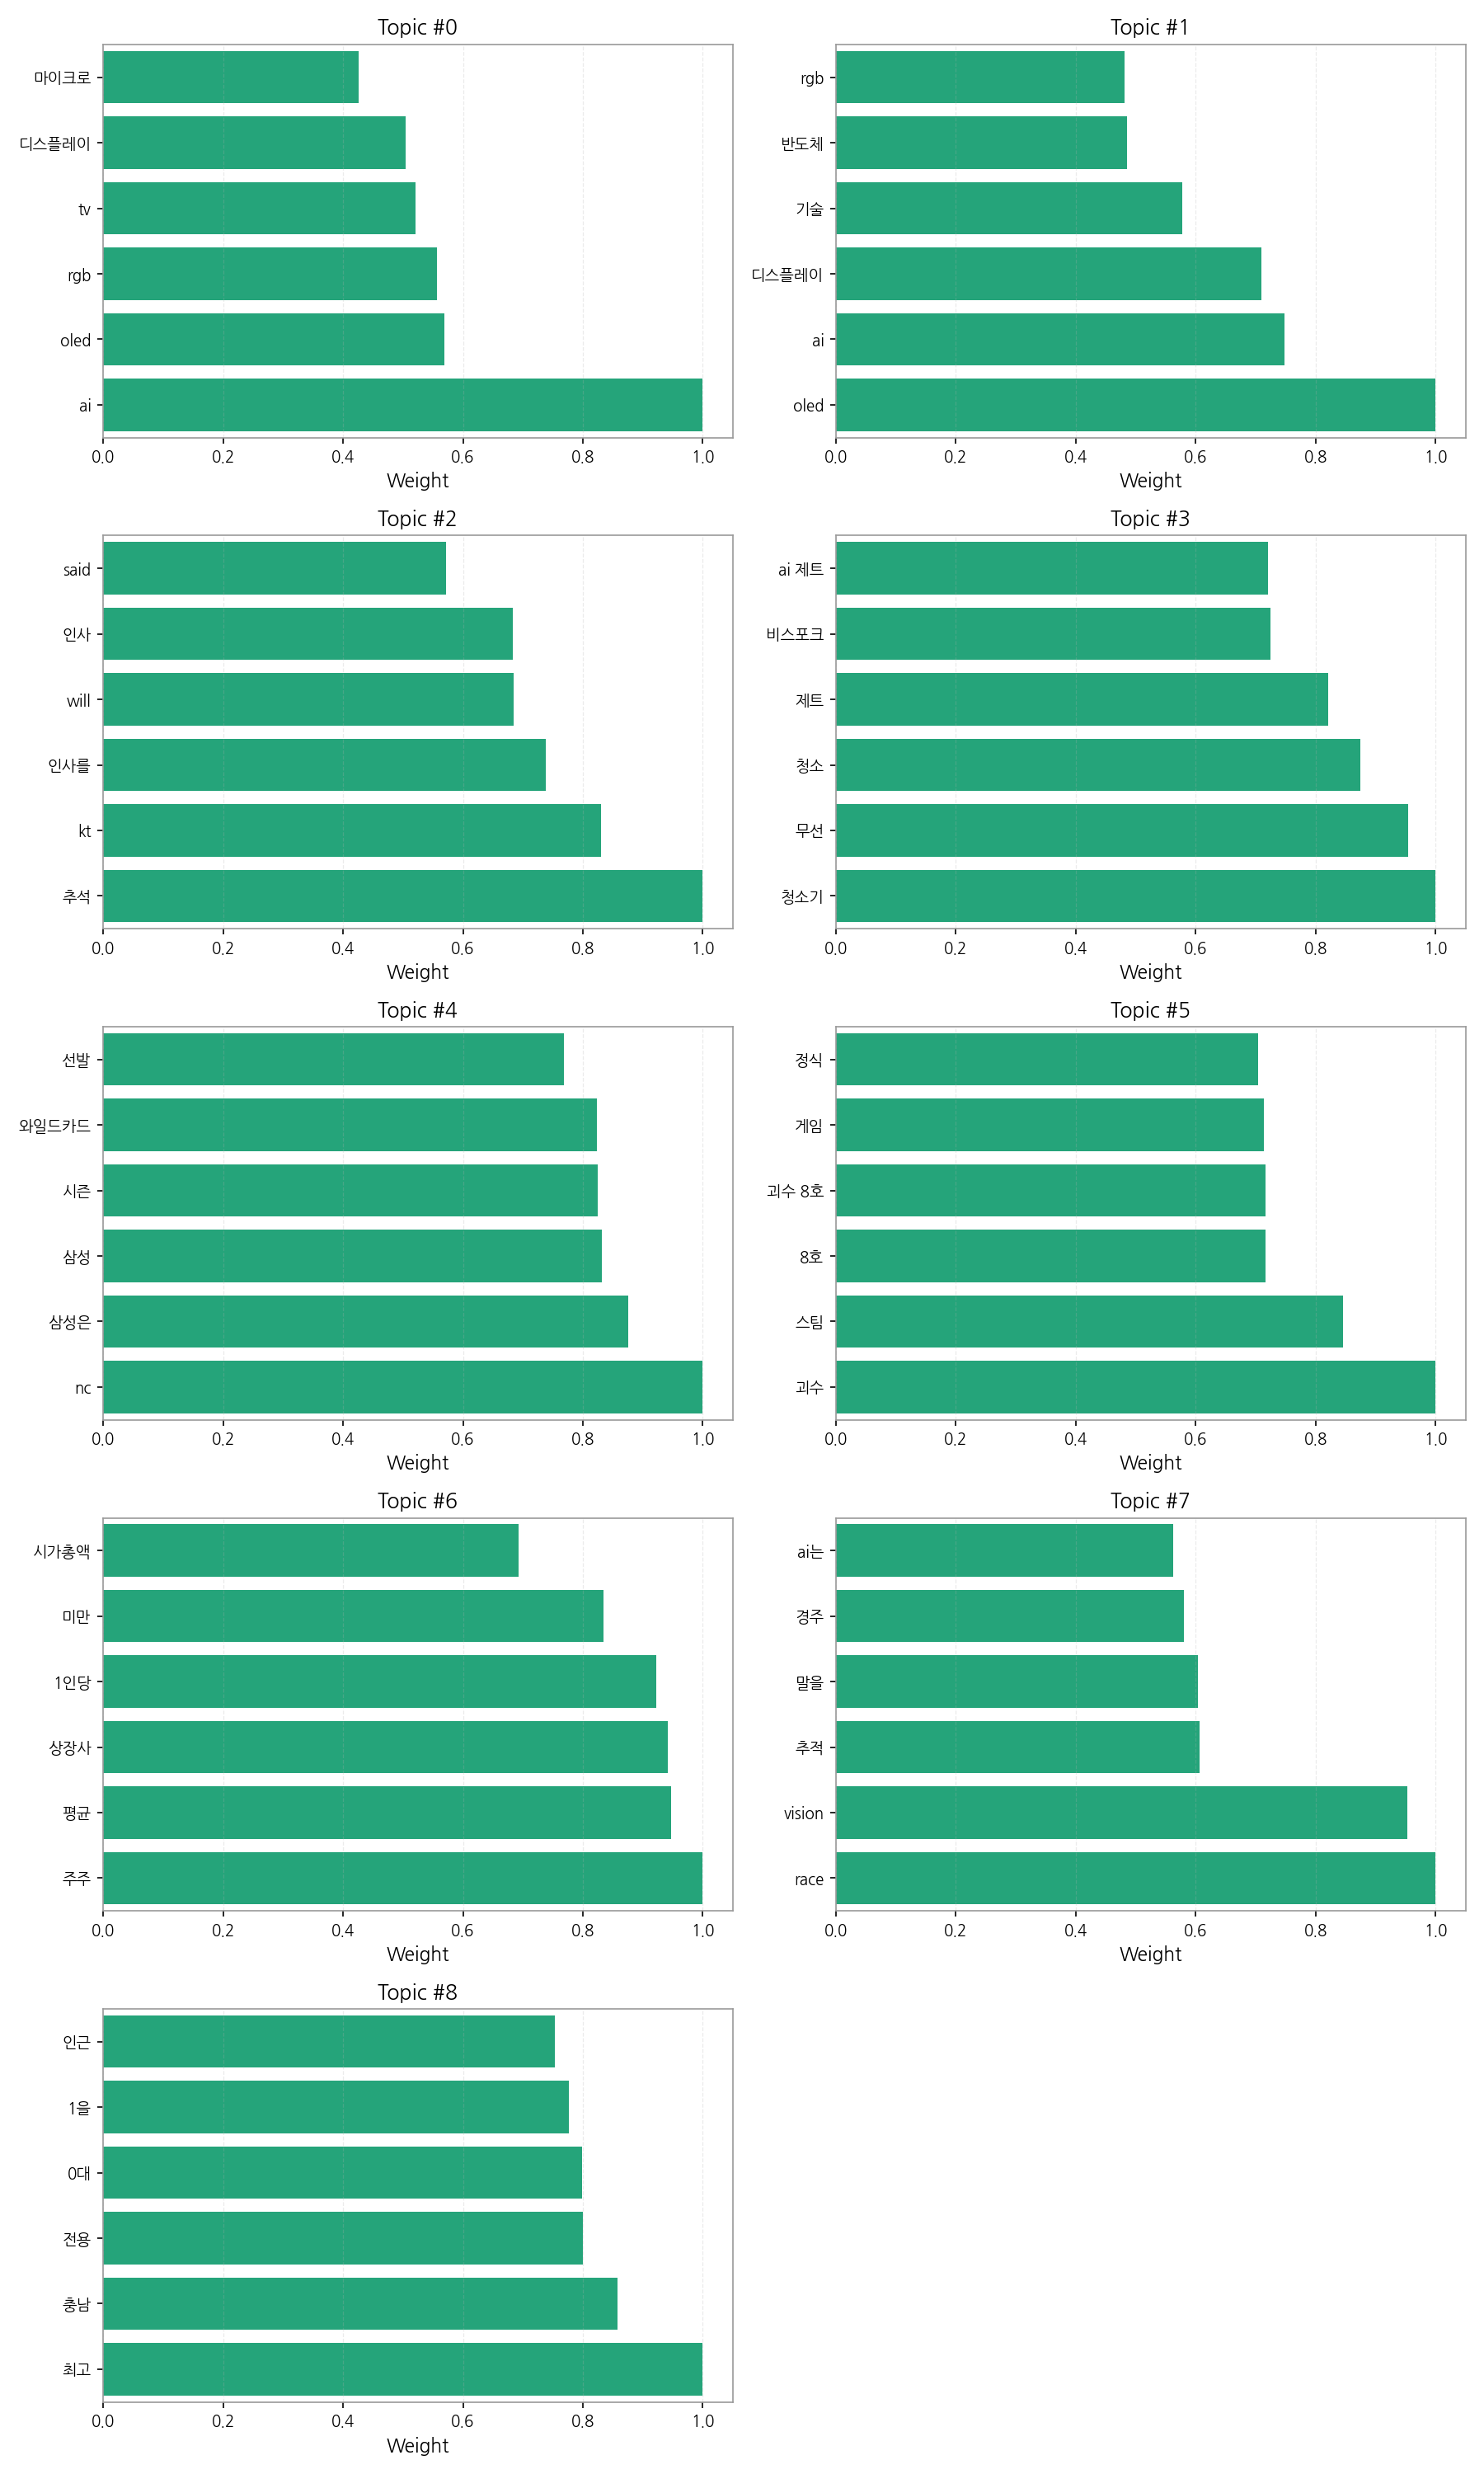 Topic #0
마이크로
디스플레이
tv
rgb
oled
ai
0.0 0.2 0.4 0.6 0.8 1.0
Weight
Topic #1
rgb
반도체
기술
디스플레이
ai
oled
0.0 0.2 0.4 0.6 0.8 1.0
Weight
Topic #2
said
인사
will
인사를
kt
추석
0.0 0.2 0.4 0.6 0.8 1.0
Weight
Topic #3
ai 제트
비스포크
제트
청소
무선
청소기
0.0 0.2 0.4 0.6 0.8 1.0
Weight
Topic #4
선발
와일드카드
시즌
삼성
삼성은
nc
0.0 0.2 0.4 0.6 0.8 1.0
Weight
Topic #5
정식
게임
괴수 8호
8호
스팀
괴수
0.0 0.2 0.4 0.6 0.8 1.0
Weight
Topic #6
시가총액
미만
1인당
상장사
평균
주주
0.0 0.2 0.4 0.6 0.8 1.0
Weight
Topic #7
ai는
경주
말을
추적
vision
race
0.0 0.2 0.4 0.6 0.8 1.0
Weight
Topic #8
인근
1을
0대
전용
충남
최고
0.0 0.2 0.4 0.6 0.8 1.0
Weight